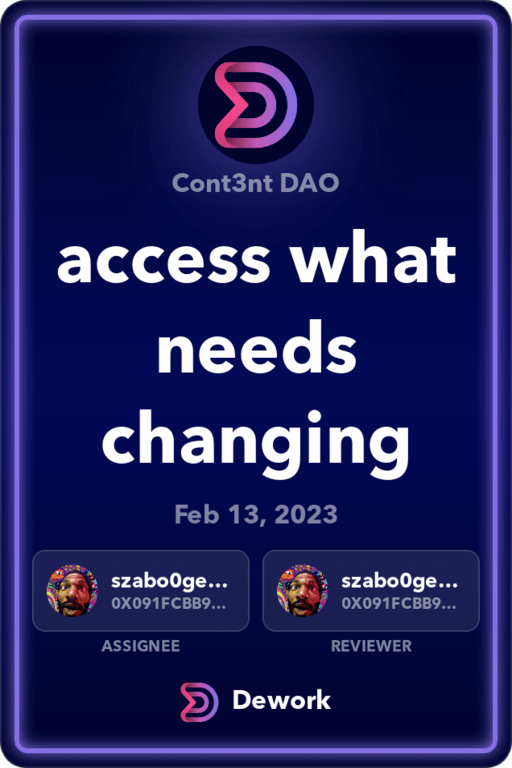 Cont3nt DAO
access what
needs
changing
Feb 13, 2023
szabo0ge...
0X091FCBB9...
ASSIGNEE
szabo0ge...
0X091FCBB9...
REVIEWER
Dework